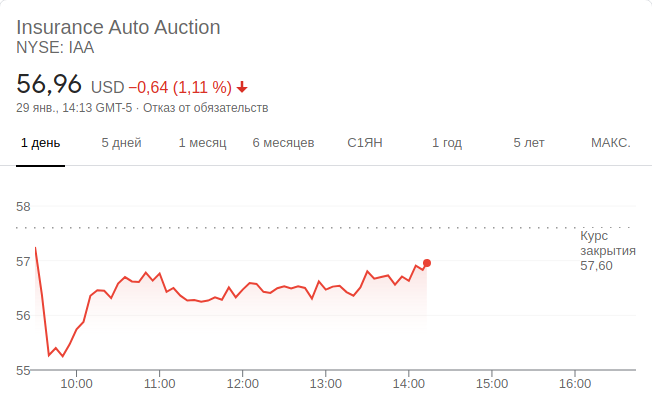 Insurance Auto Auction
NYSE: IAA
56,96 USD −0,64 (1,11 %)
29 янв., 14:13 GMT-5 · Отказ от обязательств
1 день 5 дней 1 месяц 6 месяцев С1ЯН 1 год 5 лет МАКС.
58
Курс
закрытия
57,60
57
56
55
10:00 11:00 12:00 13:00 14:00 15:00 16:00